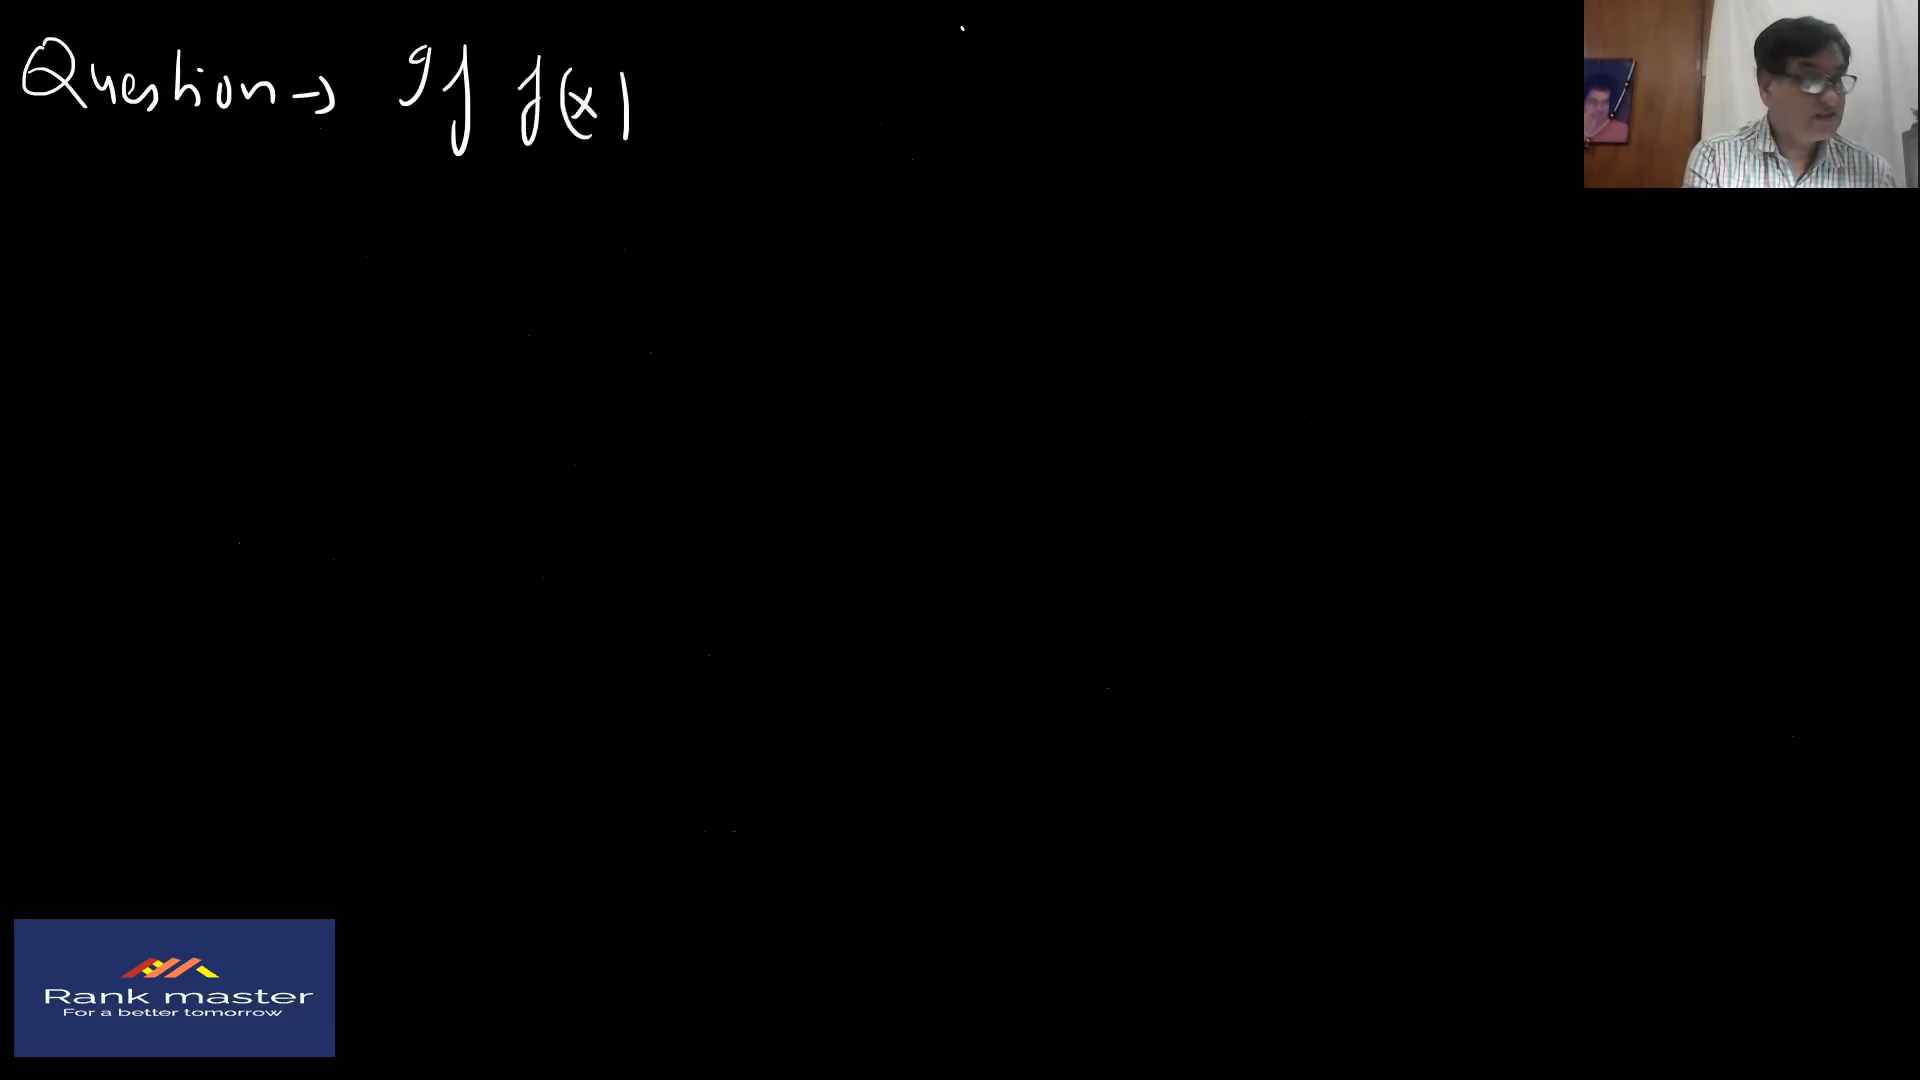 Question → If f(x)
Rank master
For a better tomorrow